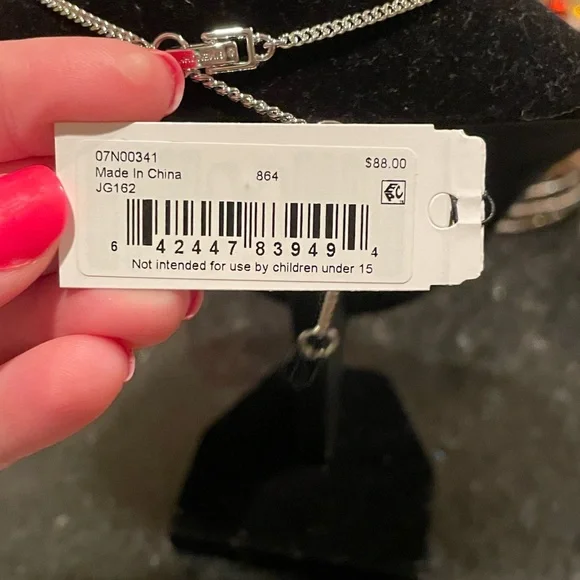 07N00341
Made In China
JG162
864
$88.00
6 42447 83949 4
Not intended for use by children under 15